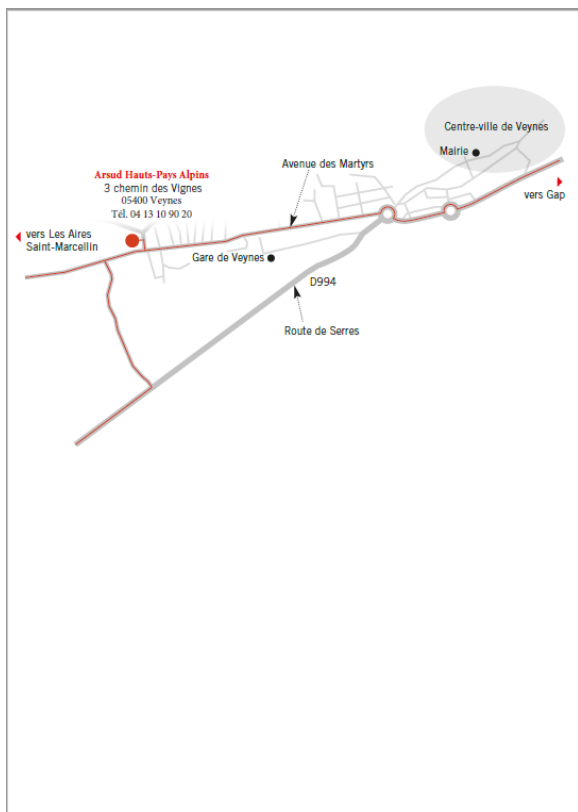 Centre-ville de Veynes
Mairie
Avenue des Martyrs
Arsud Hauts-Pays Alpins
3 chemin des Vignes
05400 Veynes
Tél. 04 13 10 90 20
vers Gap
vers Les Aires
Saint-Marcellin
Gare de Veynes
D994
Route de Serres